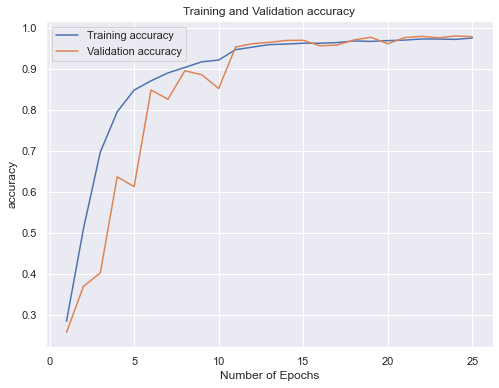 Training and Validation accuracy
Training accuracy
Validation accuracy
1.0
0.9
0.8
0.7
0.6
0.5
0.4
0.3
accuracy
0 5 10 15 20 25
Number of Epochs